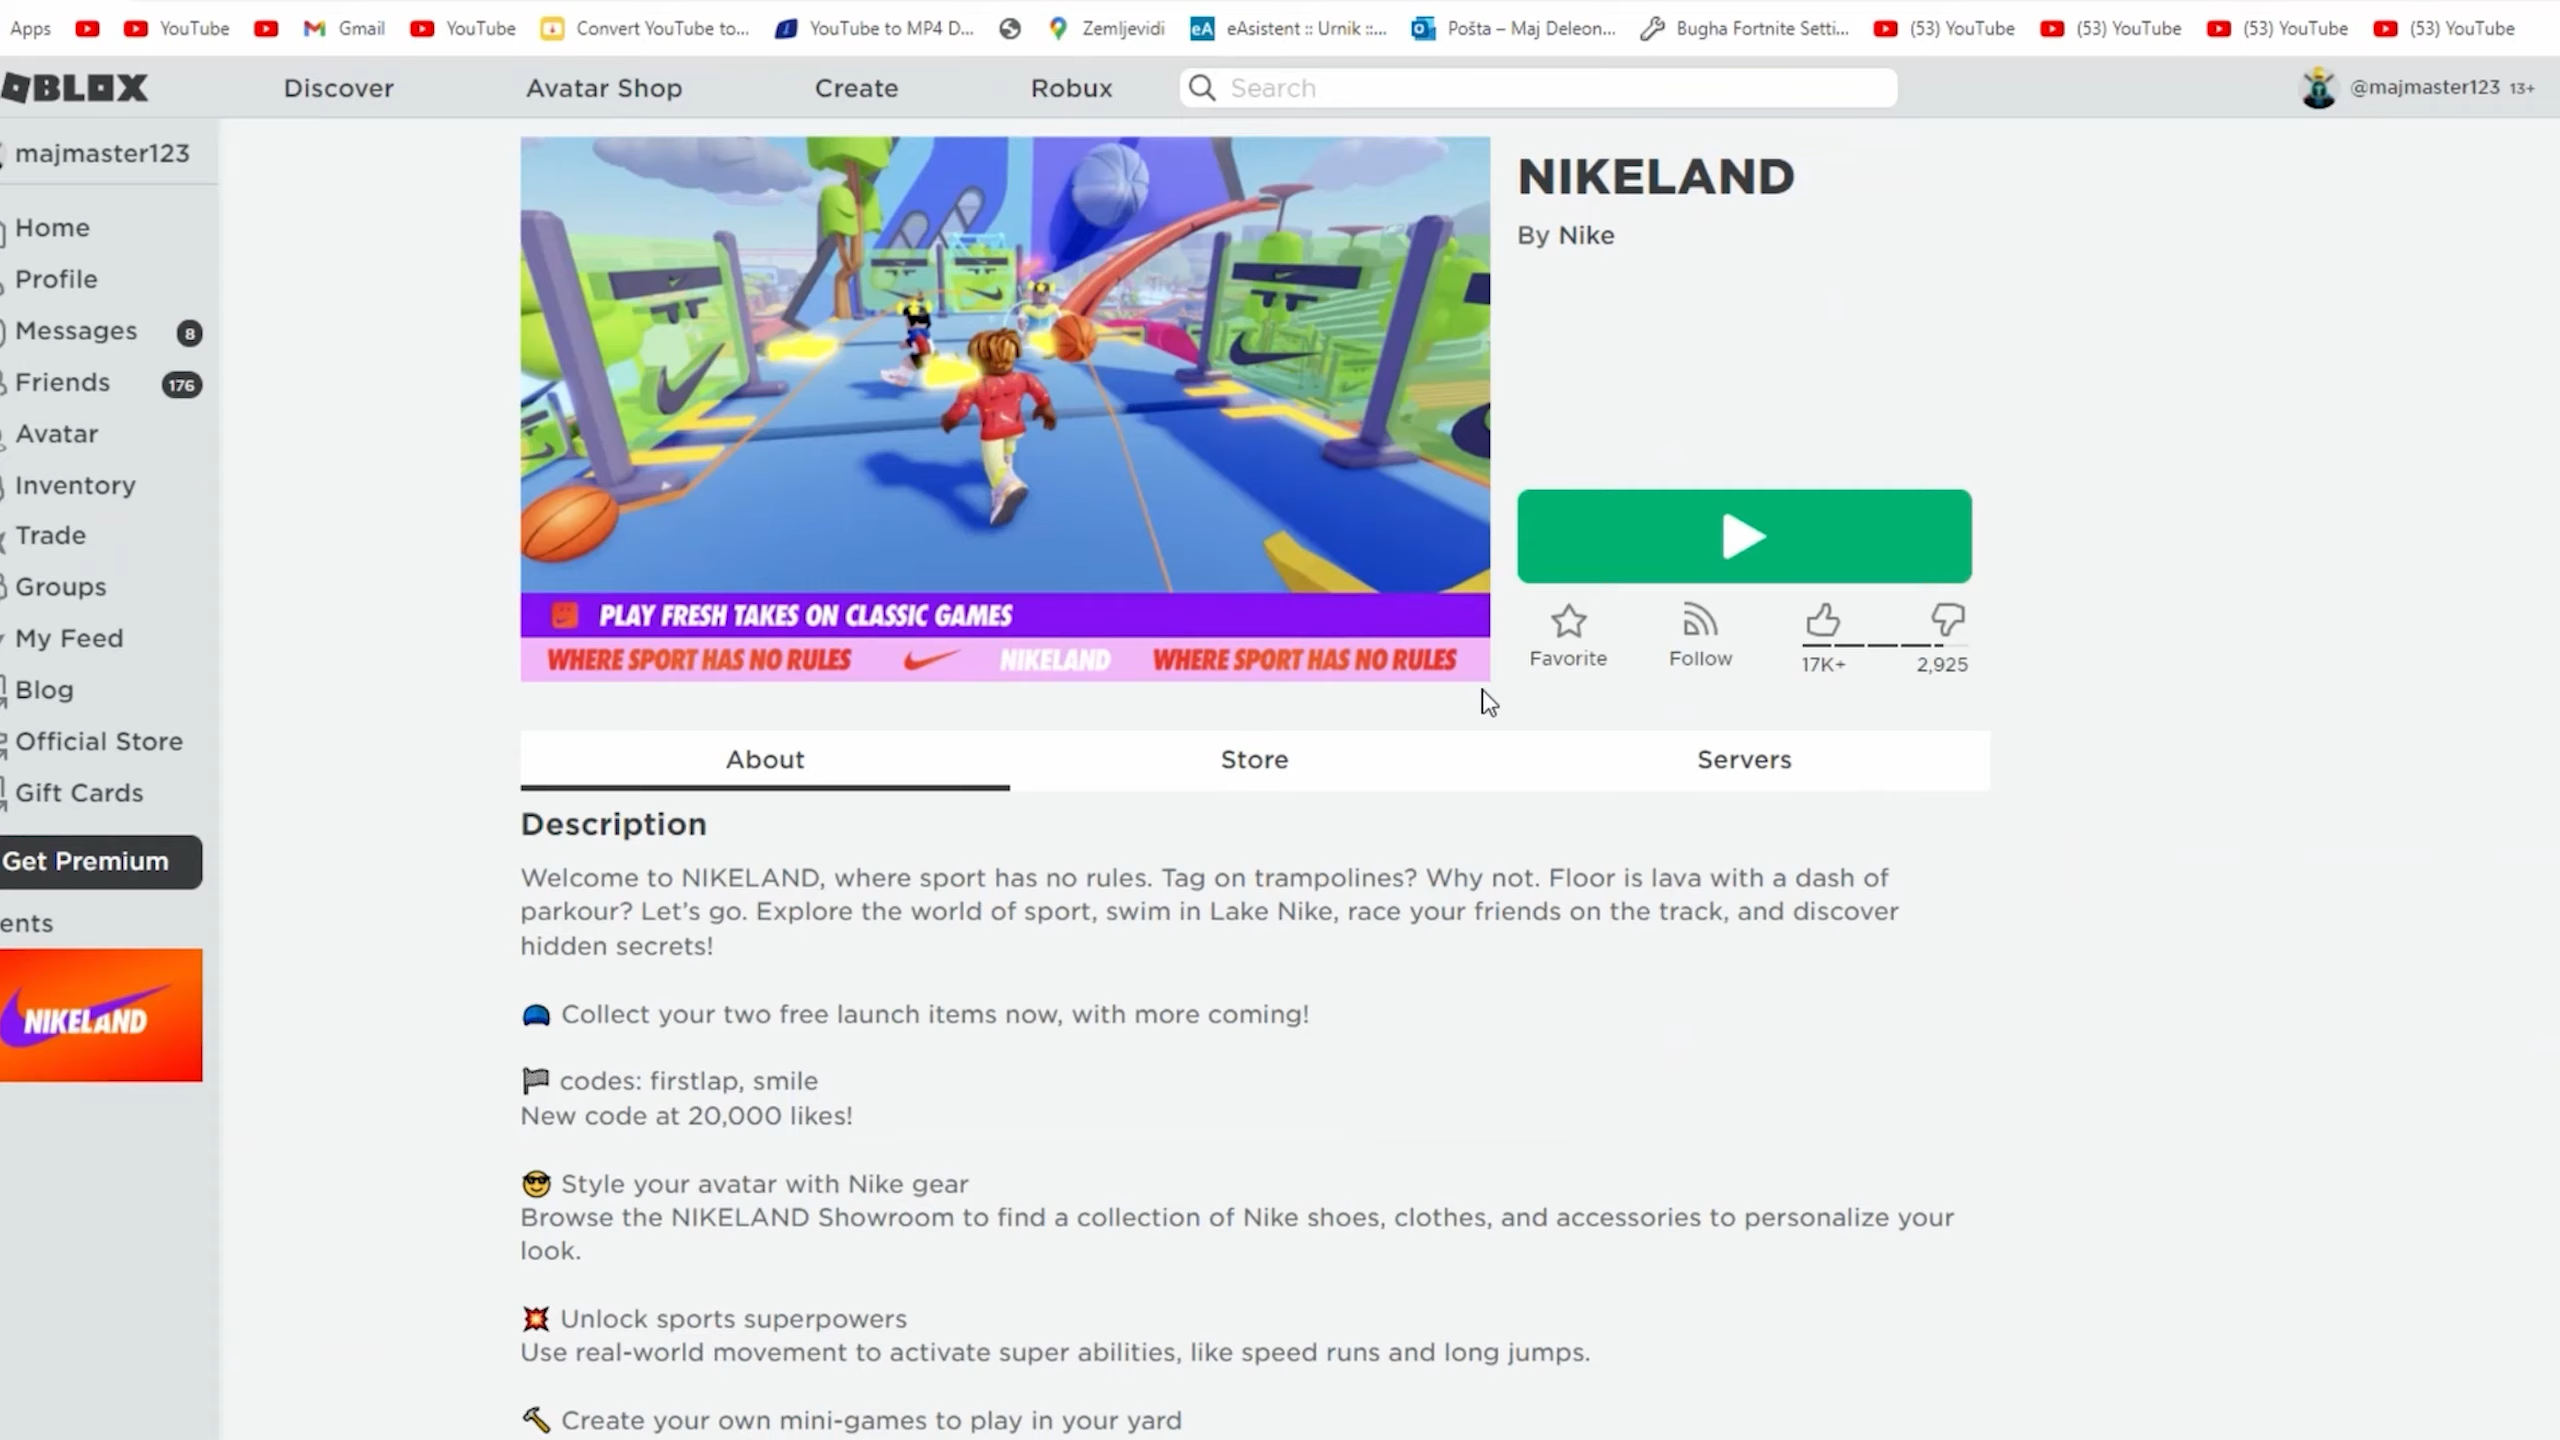 Apps YouTube Gmail YouTube Convert YouTube to... YouTube to MP4 D... Zemljevidi eA eAsistent :: Urnik ::... Pošta – Maj Deleon... Bugha Fortnite Setti... (53) YouTube (53) YouTube (53) YouTube (53) YouTube
BLOX Discover Avatar Shop Create Robux Search @majmaster123 13+
majmaster123
Home
Profile
Messages 8
Friends 176
Avatar
Inventory
Trade
Groups
My Feed
Blog
Official Store
Gift Cards
Get Premium
ents
NIKELAND
PLAY FRESH TAKES ON CLASSIC GAMES
WHERE SPORT HAS NO RULES NIKELAND WHERE SPORT HAS NO RULES
NIKELAND
By Nike
Favorite Follow 17K+ 2,925
About Store Servers
Description
Welcome to NIKELAND, where sport has no rules. Tag on trampolines? Why not. Floor is lava with a dash of
parkour? Let’s go. Explore the world of sport, swim in Lake Nike, race your friends on the track, and discover
hidden secrets!
🧢 Collect your two free launch items now, with more coming!
🏁 codes: firstlap, smile
New code at 20,000 likes!
😎 Style your avatar with Nike gear
Browse the NIKELAND Showroom to find a collection of Nike shoes, clothes, and accessories to personalize your
look.
💥 Unlock sports superpowers
Use real-world movement to activate super abilities, like speed runs and long jumps.
🔨 Create your own mini-games to play in your yard